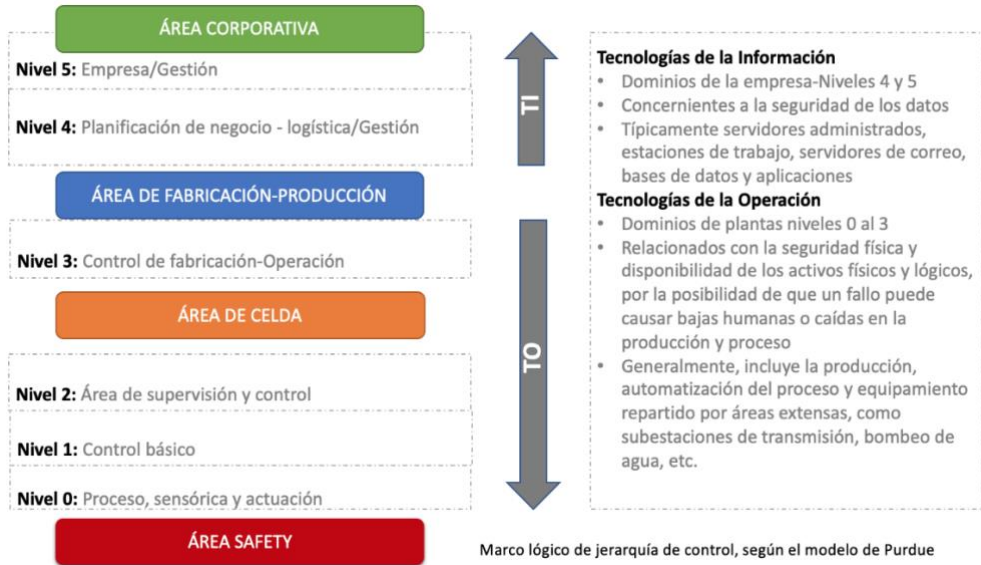 ÁREA CORPORATIVA
Nivel 5: Empresa/Gestión
Nivel 4: Planificación de negocio - logística/Gestión
ÁREA DE FABRICACIÓN-PRODUCCIÓN
Nivel 3: Control de fabricación-Operación
ÁREA DE CELDA
Nivel 2: Área de supervisión y control
Nivel 1: Control básico
Nivel 0: Proceso, sensórica y actuación
ÁREA SAFETY
TI
TO
Tecnologías de la Información
• Dominios de la empresa-Niveles 4 y 5
• Concernientes a la seguridad de los datos
• Típicamente servidores administrados,
estaciones de trabajo, servidores de correo,
bases de datos y aplicaciones
Tecnologías de la Operación
• Dominios de plantas niveles 0 al 3
• Relacionados con la seguridad física y
disponibilidad de los activos físicos y lógicos,
por la posibilidad de que un fallo puede
causar bajas humanas o caídas en la
producción y proceso
• Generalmente, incluye la producción,
automatización del proceso y equipamiento
repartido por áreas extensas, como
subestaciones de transmisión, bombeo de
agua, etc.
Marco lógico de jerarquía de control, según el modelo de Purdue